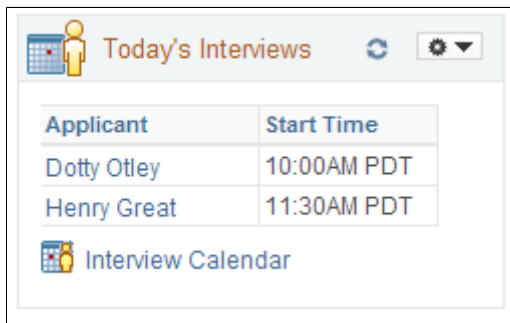 Today's Interviews
Applicant Start Time
Dotty Otley 10:00AM PDT
Henry Great 11:30AM PDT
Interview Calendar